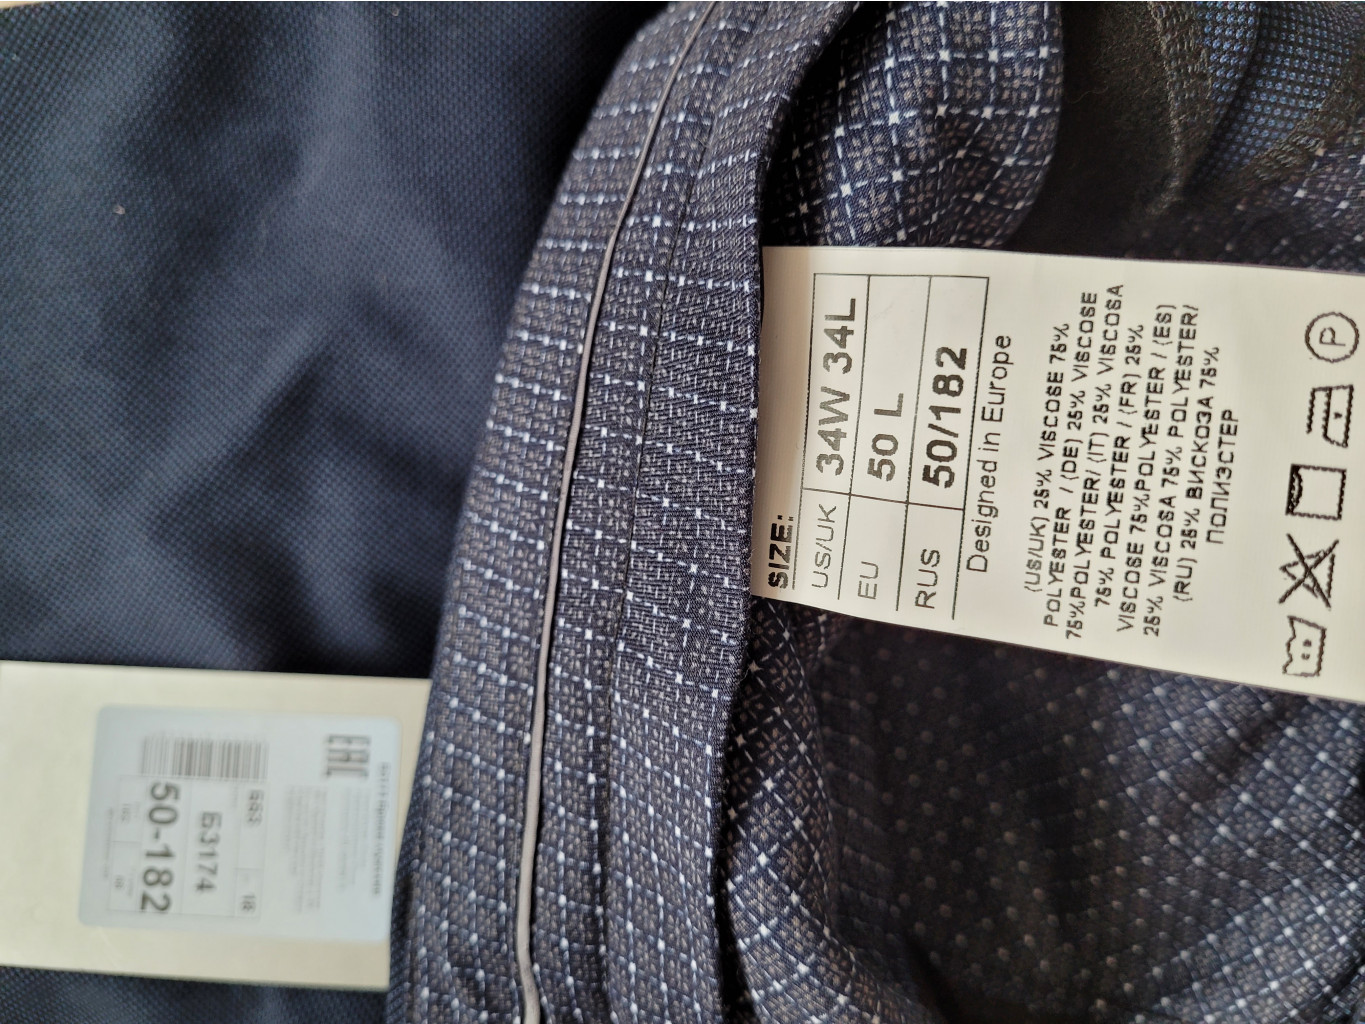 SIZE:
US/UK 34W 34L
EU 50 L
RUS 50/182
Designed in Europe
(US/UK) 25% VISCOSE 75%
POLYESTER / (DE) 25% VISCOSE
75%POLYESTER/ (IT) 25% VISCOSA
75% POLYESTER / (FR) 25%
VISCOSE 75%POLYESTER / (ES)
25% VISCOSA 75% POLYESTER/
(RU) 25% ВИСКОЗА 75%
ПОЛИЭСТЕР
P
EAC
18
Б3174
50-182